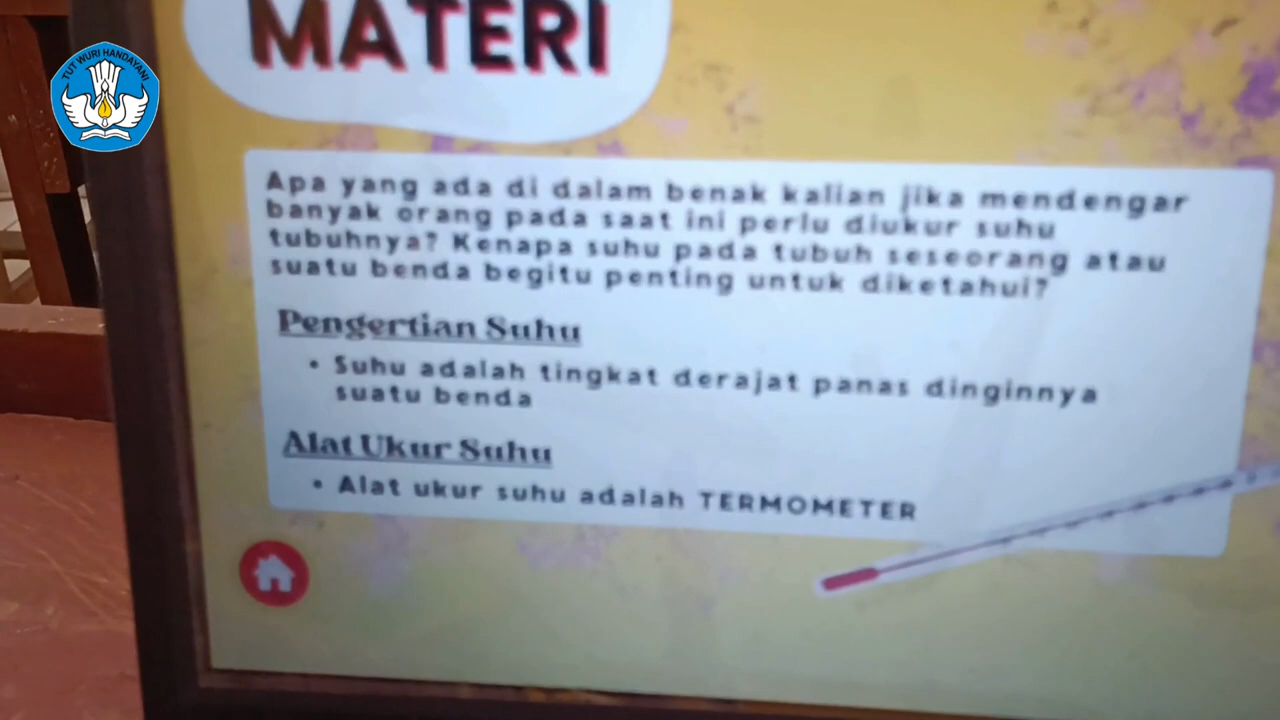 MATERI
TUT WURI HANDAYANI
Apa yang ada di dalam benak kalian jika mendengar
banyak orang pada saat ini perlu diukur suhu
tubuhnya? Kenapa suhu pada tubuh seseorang atau
suatu benda begitu penting untuk diketahui?
Pengertian Suhu
• Suhu adalah tingkat derajat panas dinginnya
suatu benda
Alat Ukur Suhu
• Alat ukur suhu adalah TERMOMETER